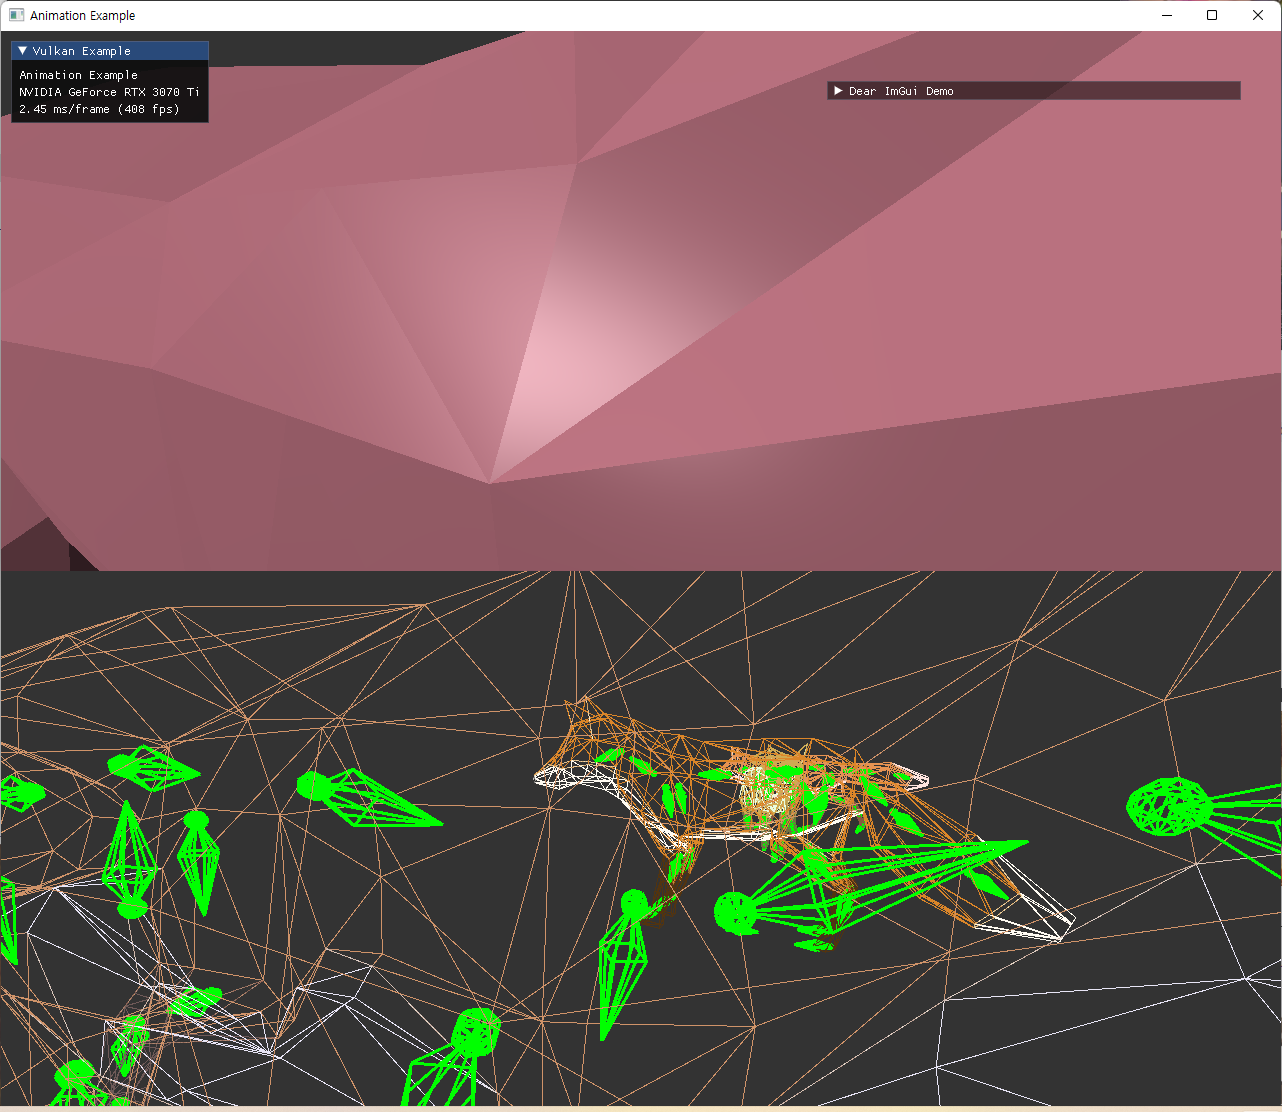 Animation Example
Vulkan Example
Animation Example
NVIDIA GeForce RTX 3070 Ti
2.45 ms/frame (408 fps)
Dear ImGui Demo